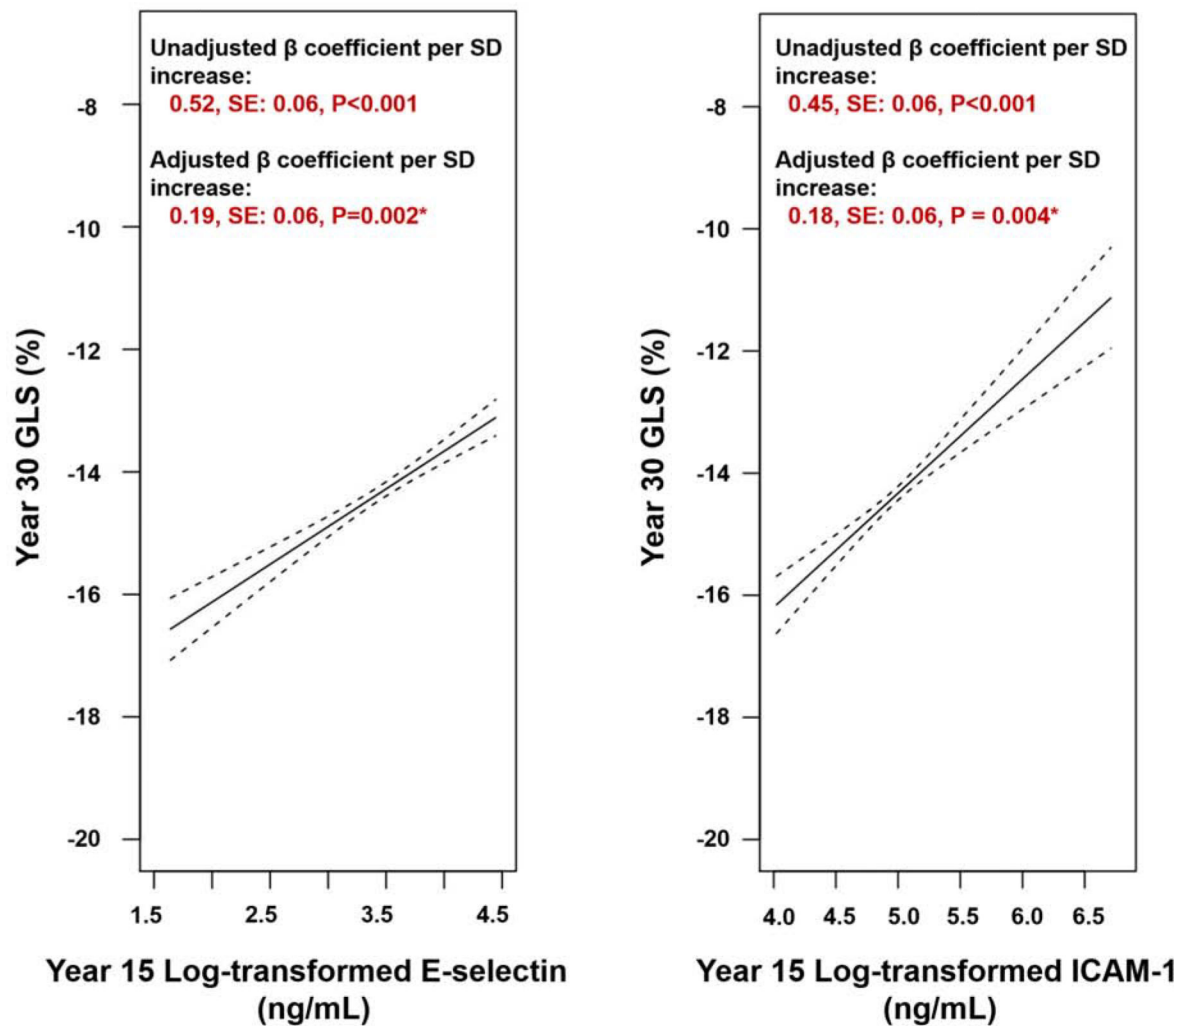 Unadjusted β coefficient per SD
increase:
0.52, SE: 0.06, P<0.001
Adjusted β coefficient per SD
increase:
0.19, SE: 0.06, P=0.002*
Year 30 GLS (%)
-8
-10
-12
-14
-16
-18
-20
1.5 2.5 3.5 4.5
Year 15 Log-transformed E-selectin
(ng/mL)
Unadjusted β coefficient per SD
increase:
0.45, SE: 0.06, P<0.001
Adjusted β coefficient per SD
increase:
0.18, SE: 0.06, P = 0.004*
Year 30 GLS (%)
-8
-10
-12
-14
-16
-18
-20
4.0 4.5 5.0 5.5 6.0 6.5
Year 15 Log-transformed ICAM-1
(ng/mL)